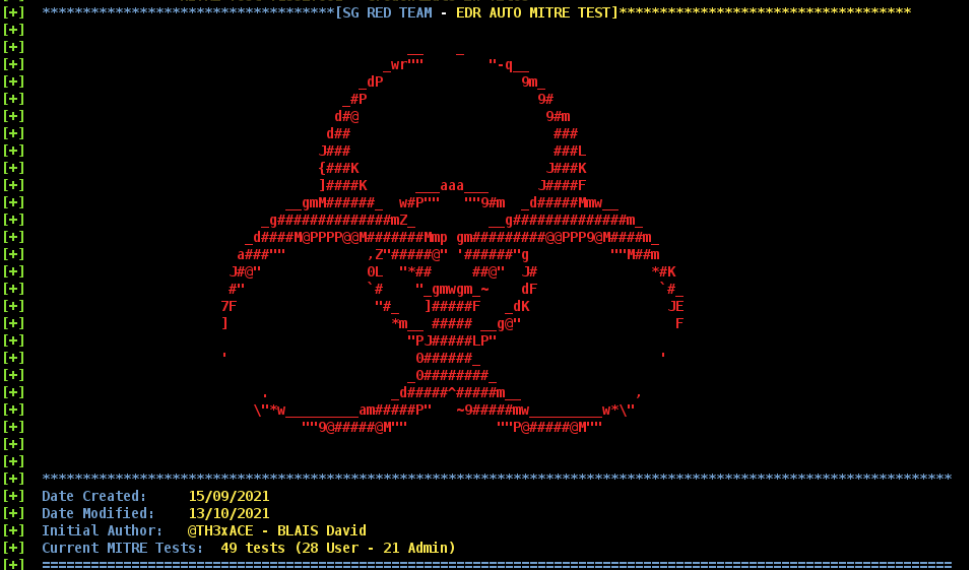 [+] ************************************[SG RED TEAM - EDR AUTO MITRE TEST]************************************
[+]
[+] __ _
[+] _wr"" "-q__
[+] _dP 9m_
[+] _#P 9#
[+] d#@ 9#m
[+] d## ###
[+] J### ###L
[+] {###K J###K
[+] ]####K ___aaa___ J####F
[+] __gmM######_ w#P"" ""9#m _d#####Mmw__
[+] _g##############mZ_ __g##############m_
[+] _d####M@PPPP@@M#######Mmp gm#########@@PPP9@M####m_
[+] a###"" ,Z"#####@" '######"g ""M##m
[+] J#@" 0L "*## ##@" J# *#K
[+] #" `# "_gmwgm_~ dF `#_
[+] 7F "#_ ]#####F _dK JE
[+] ] *m__ ##### __g@" F
[+] "PJ#####LP"
[+] ' 0######_ '
[+] _0########_
[+] . _d#####^#####m__ ,
[+] \"*w_________am#####P" ~9#####mw_________w*\"
[+] ""9@#####@M"" ""P@#####@M""
[+]
[+]
[+] ****************************************************************************************************************
[+] Date Created: 15/09/2021
[+] Date Modified: 13/10/2021
[+] Initial Author: @TH3xACE - BLAIS David
[+] Current MITRE Tests: 49 tests (28 User - 21 Admin)
[+] ================================================================================================================